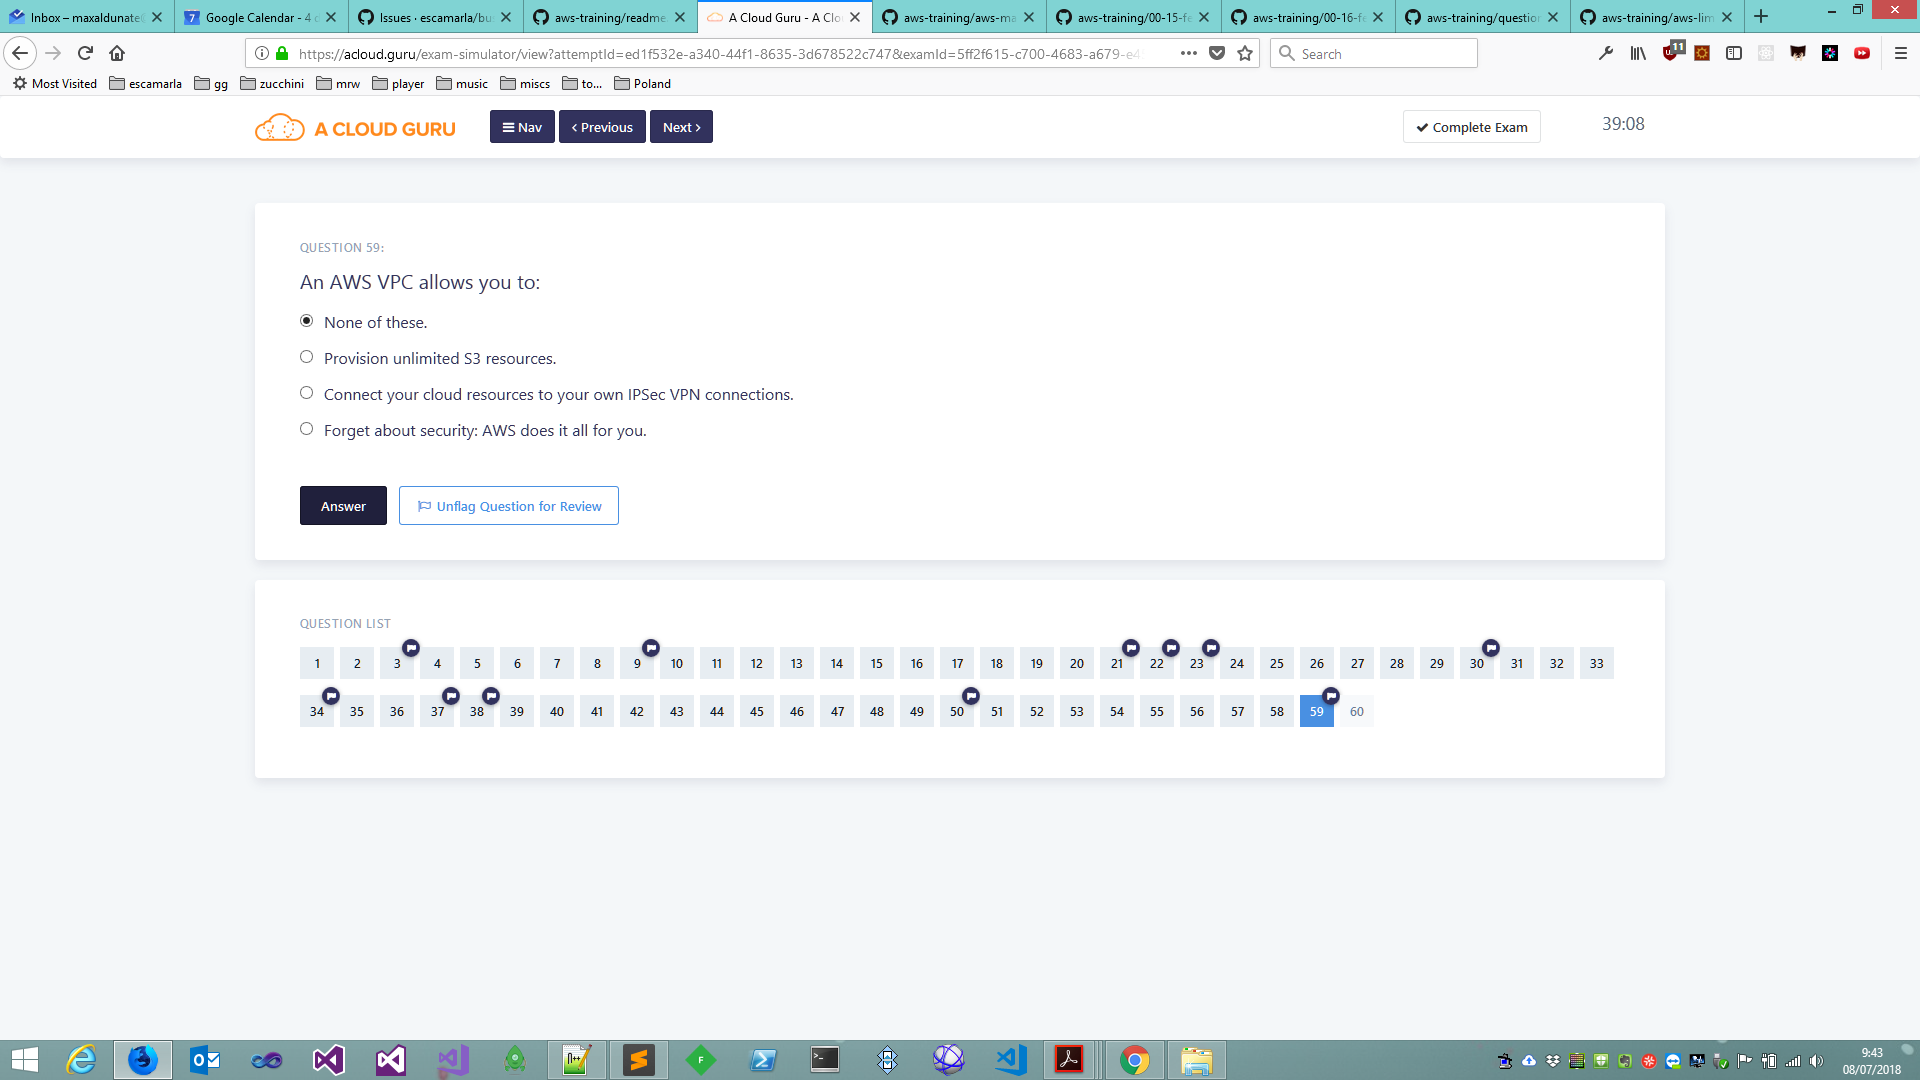 Inbox – maxaldunate
Google Calendar - 4
Issues · escamarla/bu
aws-training/readme.
A Cloud Guru - A Clo
aws-training/aws-ma
aws-training/00-15-fe
aws-training/00-16-fe
aws-training/question
aws-training/aws-lim
https://acloud.guru/exam-simulator/view?attemptId=ed1f532e-a340-44f1-8635-3d678522c747&examId=5ff2f615-c700-4683-a679-e4
Search
11
Most Visited escamarla gg zucchini mrw player music miscs to... Poland
A CLOUD GURU
Nav
Previous
Next
Complete Exam
39:08
QUESTION 59:
An AWS VPC allows you to:
None of these.
Provision unlimited S3 resources.
Connect your cloud resources to your own IPSec VPN connections.
Forget about security: AWS does it all for you.
Answer
Unflag Question for Review
QUESTION LIST
1 2 3 4 5 6 7 8 9 10 11 12 13 14 15 16 17 18 19 20 21 22 23 24 25 26 27 28 29 30 31 32 33
34 35 36 37 38 39 40 41 42 43 44 45 46 47 48 49 50 51 52 53 54 55 56 57 58 59 60
9:43
08/07/2018